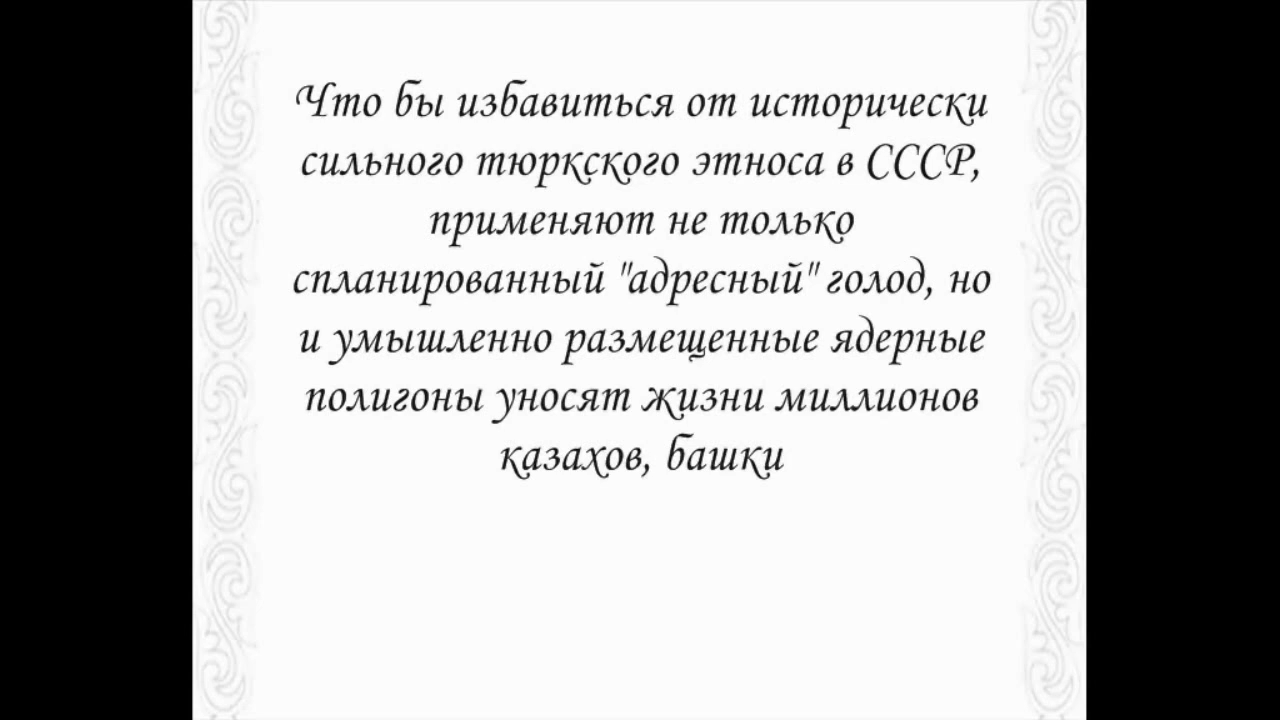 Что бы избавиться от исторически
сильного тюркского этноса в СССР,
применяют не только
спланированный "адресный" голод, но
и умышленно размещенные ядерные
полигоны уносят жизни миллионов
казахов, башки